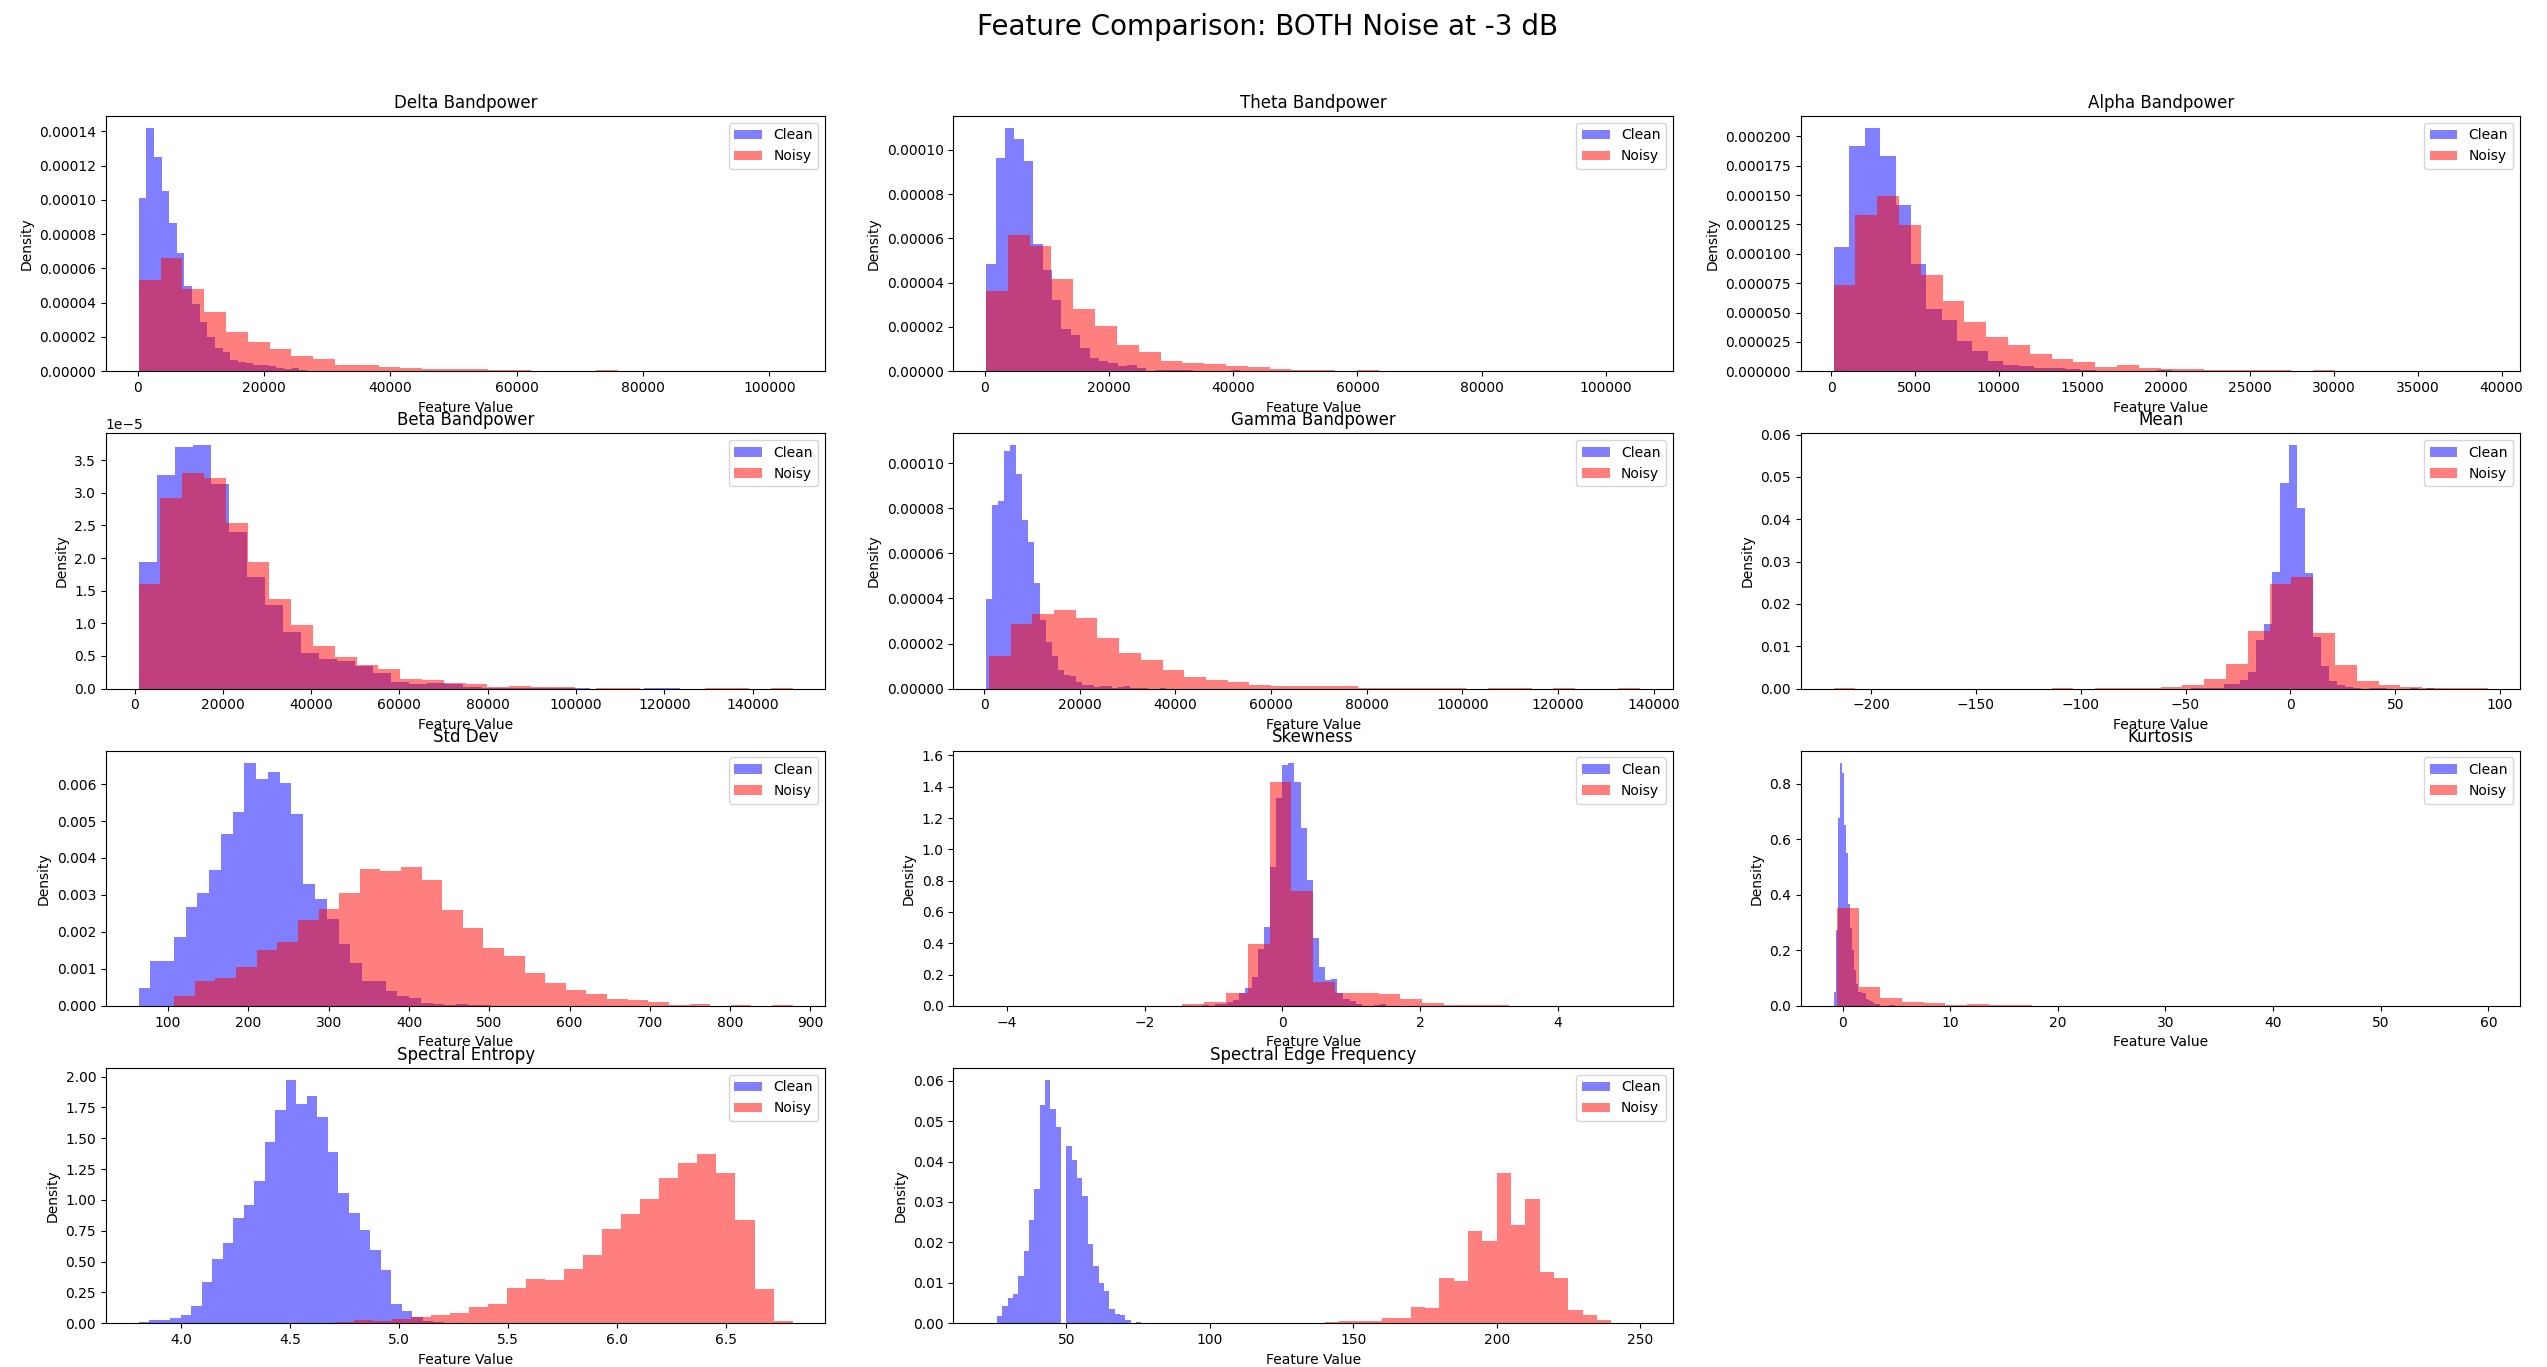 Feature Comparison: BOTH Noise at -3 dB
Delta Bandpower
Density
0.00014
0.00012
0.00010
0.00008
0.00006
0.00004
0.00002
0.00000
Clean
Noisy
0 20000 40000 60000 80000 100000
Feature Value
Theta Bandpower
Density
0.00010
0.00008
0.00006
0.00004
0.00002
0.00000
Clean
Noisy
0 20000 40000 60000 80000 100000
Feature Value
Alpha Bandpower
Density
0.000200
0.000175
0.000150
0.000125
0.000100
0.000075
0.000050
0.000025
0.000000
Clean
Noisy
0 5000 10000 15000 20000 25000 30000 35000 40000
Feature Value
Beta Bandpower
1e−5
Density
3.5
3.0
2.5
2.0
1.5
1.0
0.5
0.0
Clean
Noisy
0 20000 40000 60000 80000 100000 120000 140000
Feature Value
Gamma Bandpower
Density
0.00010
0.00008
0.00006
0.00004
0.00002
0.00000
Clean
Noisy
0 20000 40000 60000 80000 100000 120000 140000
Feature Value
Mean
Density
0.06
0.05
0.04
0.03
0.02
0.01
0.00
Clean
Noisy
−200 −150 −100 −50 0 50 100
Feature Value
Std Dev
Density
0.006
0.005
0.004
0.003
0.002
0.001
0.000
Clean
Noisy
100 200 300 400 500 600 700 800 900
Feature Value
Skewness
Density
1.6
1.4
1.2
1.0
0.8
0.6
0.4
0.2
0.0
Clean
Noisy
−4 −2 0 2 4
Feature Value
Kurtosis
Density
0.8
0.6
0.4
0.2
0.0
Clean
Noisy
0 10 20 30 40 50 60
Feature Value
Spectral Entropy
Density
2.00
1.75
1.50
1.25
1.00
0.75
0.50
0.25
0.00
Clean
Noisy
4.0 4.5 5.0 5.5 6.0 6.5
Feature Value
Spectral Edge Frequency
Density
0.06
0.05
0.04
0.03
0.02
0.01
0.00
Clean
Noisy
50 100 150 200 250
Feature Value